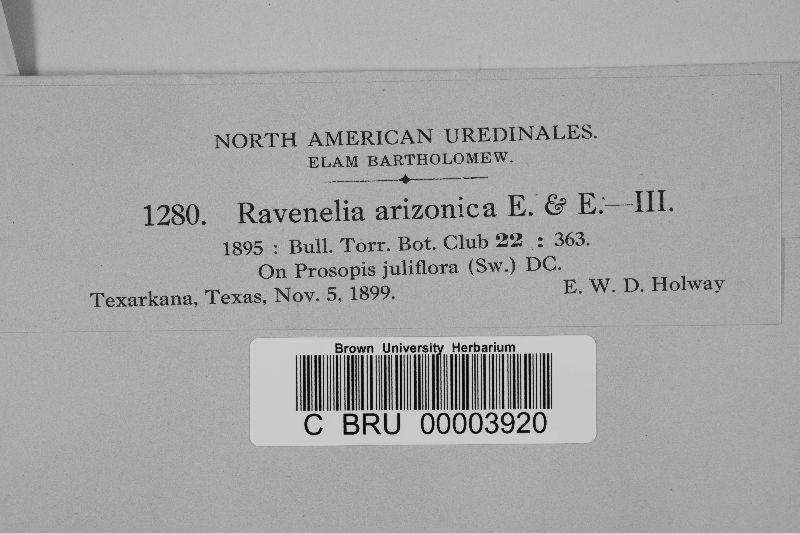 NORTH AMERICAN UREDINALES.
ELAM BARTHOLOMEW.
1280. Ravenelia arizonica E. & E.—III.
1895 : Bull. Torr. Bot. Club 22 : 363.
On Prosopis juliflora (Sw.) DC.
Texarkana, Texas, Nov. 5, 1899. E. W. D. Holway
Brown University Herbarium
C BRU 00003920